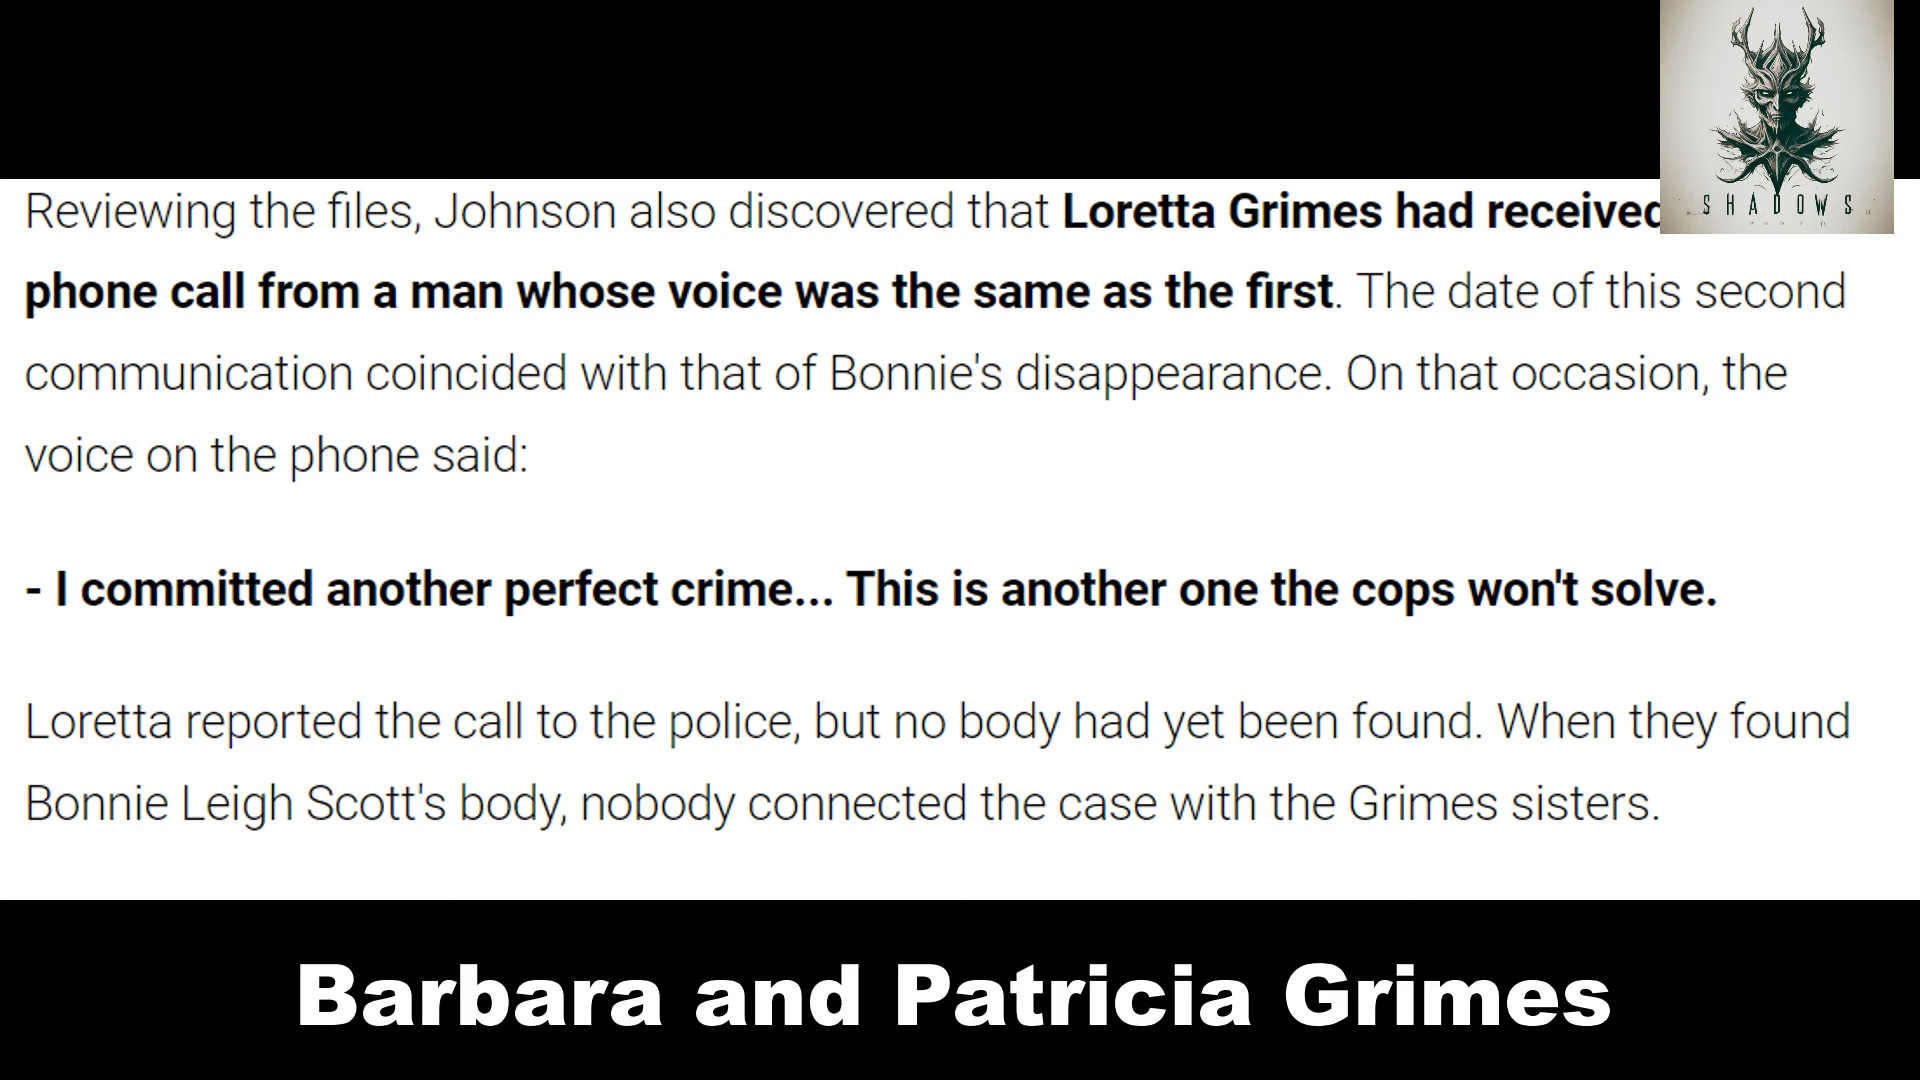 SHADOWS
Reviewing the files, Johnson also discovered that Loretta Grimes had received
phone call from a man whose voice was the same as the first. The date of this second
communication coincided with that of Bonnie's disappearance. On that occasion, the
voice on the phone said:
- I committed another perfect crime... This is another one the cops won't solve.
Loretta reported the call to the police, but no body had yet been found. When they found
Bonnie Leigh Scott's body, nobody connected the case with the Grimes sisters.
Barbara and Patricia Grimes